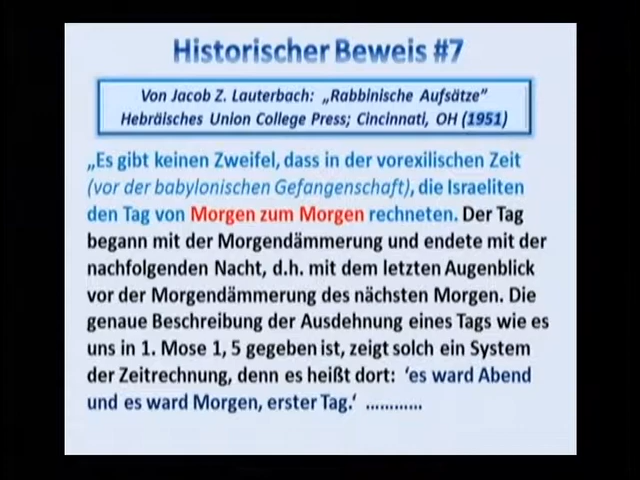 Historischer Beweis #7
Von Jacob Z. Lauterbach: „Rabbinische Aufsätze”
Hebräisches Union College Press; Cincinnati, OH (1951)
„Es gibt keinen Zweifel, dass in der vorexilischen Zeit
(vor der babylonischen Gefangenschaft), die Israeliten
den Tag von Morgen zum Morgen rechneten. Der Tag
begann mit der Morgendämmerung und endete mit der
nachfolgenden Nacht, d.h. mit dem letzten Augenblick
vor der Morgendämmerung des nächsten Morgen. Die
genaue Beschreibung der Ausdehnung eines Tags wie es
uns in 1. Mose 1, 5 gegeben ist, zeigt solch ein System
der Zeitrechnung, denn es heißt dort: ‘es ward Abend
und es ward Morgen, erster Tag.‘ …………